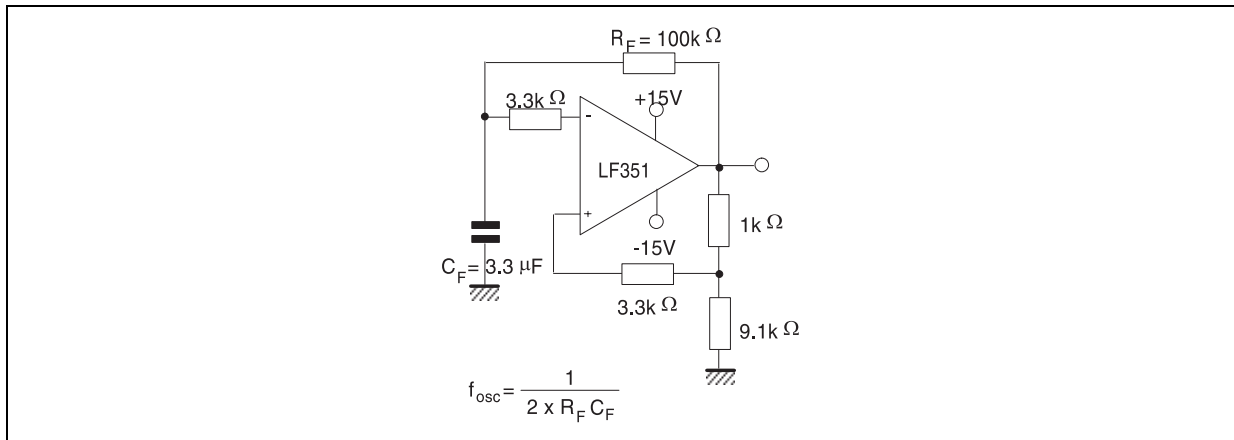 R_F = 100k Ω
3.3k Ω
+15V
-
LF351
+
-15V
1k Ω
C_F = 3.3 µF
3.3k Ω
9.1k Ω
f_osc = 1 / 2 x R_F C_F